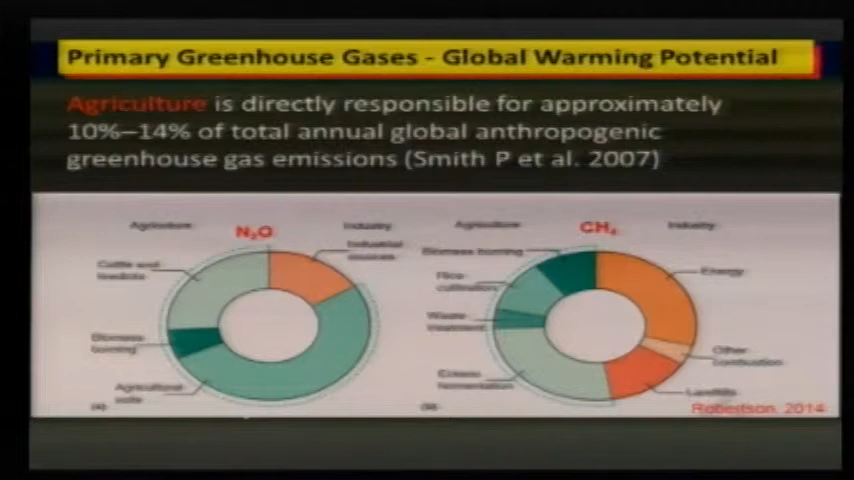 Primary Greenhouse Gases - Global Warming Potential
Agriculture is directly responsible for approximately
10%–14% of total annual global anthropogenic
greenhouse gas emissions (Smith P et al. 2007)
Agriculture
N₂O
Industry
Industrial
sources
Cattle and
feedlots
Biomass
burning
Agricultural
soils
(a)
Agriculture
CH₄
Industry
Biomass burning
Rice
cultivation
Waste
treatment
Enteric
fermentation
Energy
Other
combustion
Landfills
(b)
Robertson, 2014